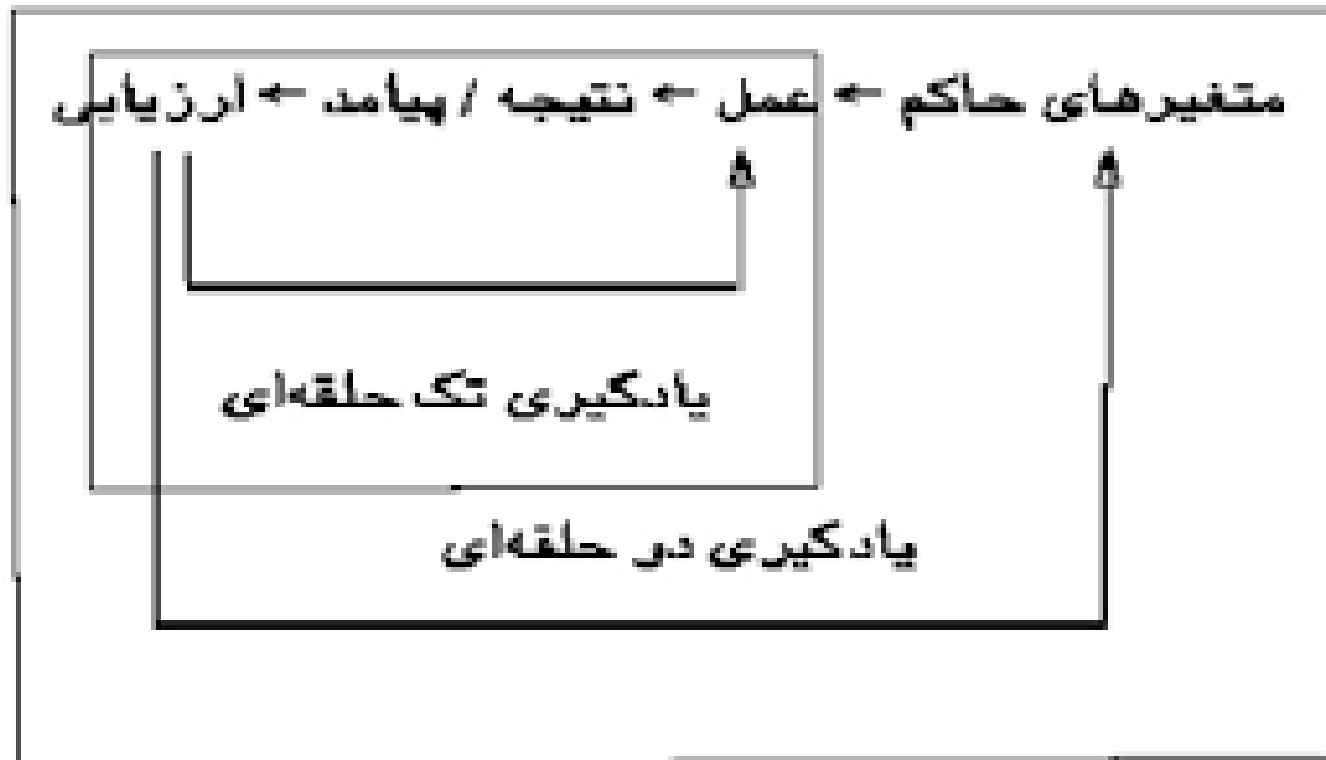 متغیرهای حاکم ← عمل ← نتیجه / پیامد ← ارزیابی
یادگیری تک حلقه‌ای
یادگیری دو حلقه‌ای